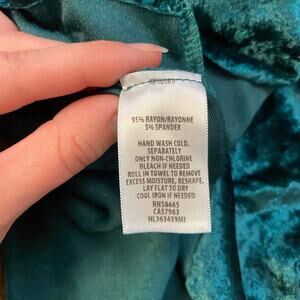 95% RAYON/RAYONNE
5% SPANDEX
HAND WASH COLD,
SEPARATELY
ONLY NON-CHLORINE
BLEACH IF NEEDED
ROLL IN TOWEL TO REMOVE
EXCESS MOISTURE, RESHAPE,
LAY FLAT TO DRY
COOL IRON IF NEEDED
RN58665
CA57963
HL363439MJ